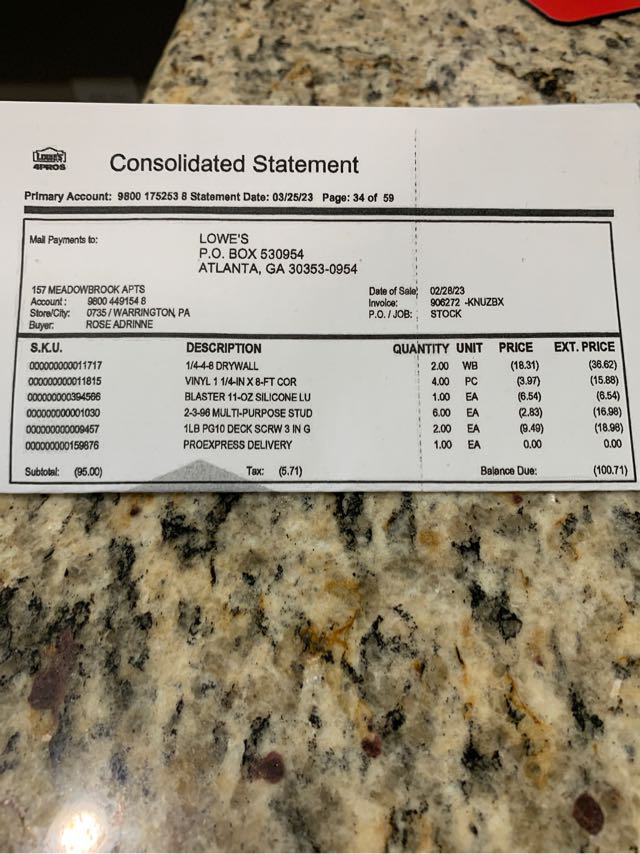 LOWE'S
4PROS
Consolidated Statement
Primary Account: 9800 175253 8 Statement Date: 03/25/23 Page: 34 of 59
Mail Payments to: LOWE'S
P.O. BOX 530954
ATLANTA, GA 30353-0954
157 MEADOWBROOK APTS Date of Sale: 02/28/23
Account: 9800 449154 8 Invoice: 906272 -KNUZBX
Store/City: 0735 / WARRINGTON, PA P.O. / JOB: STOCK
Buyer: ROSE ADRINNE
S.K.U. DESCRIPTION QUANTITY UNIT PRICE EXT. PRICE
000000000011717 1/4-4-8 DRYWALL 2.00 WB (18.31) (36.62)
000000000011815 VINYL 1 1/4-IN X 8-FT COR 4.00 PC (3.97) (15.88)
000000000394566 BLASTER 11-OZ SILICONE LU 1.00 EA (6.54) (6.54)
000000000001030 2-3-96 MULTI-PURPOSE STUD 6.00 EA (2.83) (16.98)
000000000009457 1LB PG10 DECK SCRW 3 IN G 2.00 EA (9.49) (18.98)
000000000159876 PROEXPRESS DELIVERY 1.00 EA 0.00 0.00
Subtotal: (95.00) Tax: (5.71) Balance Due: (100.71)